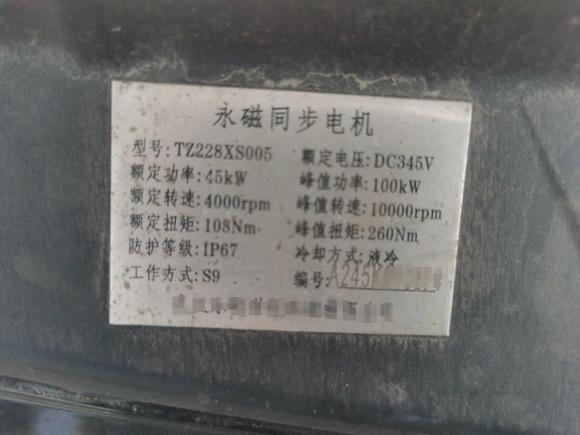 永磁同步电机
型号:TZ228XS005 额定电压:DC345V
额定功率:45kW 峰值功率:100kW
额定转速:4000rpm 峰值转速:10000rpm
额定扭矩:108Nm 峰值扭矩:260Nm
防护等级:IP67 冷却方式:液冷
工作方式:S9 编号:A245